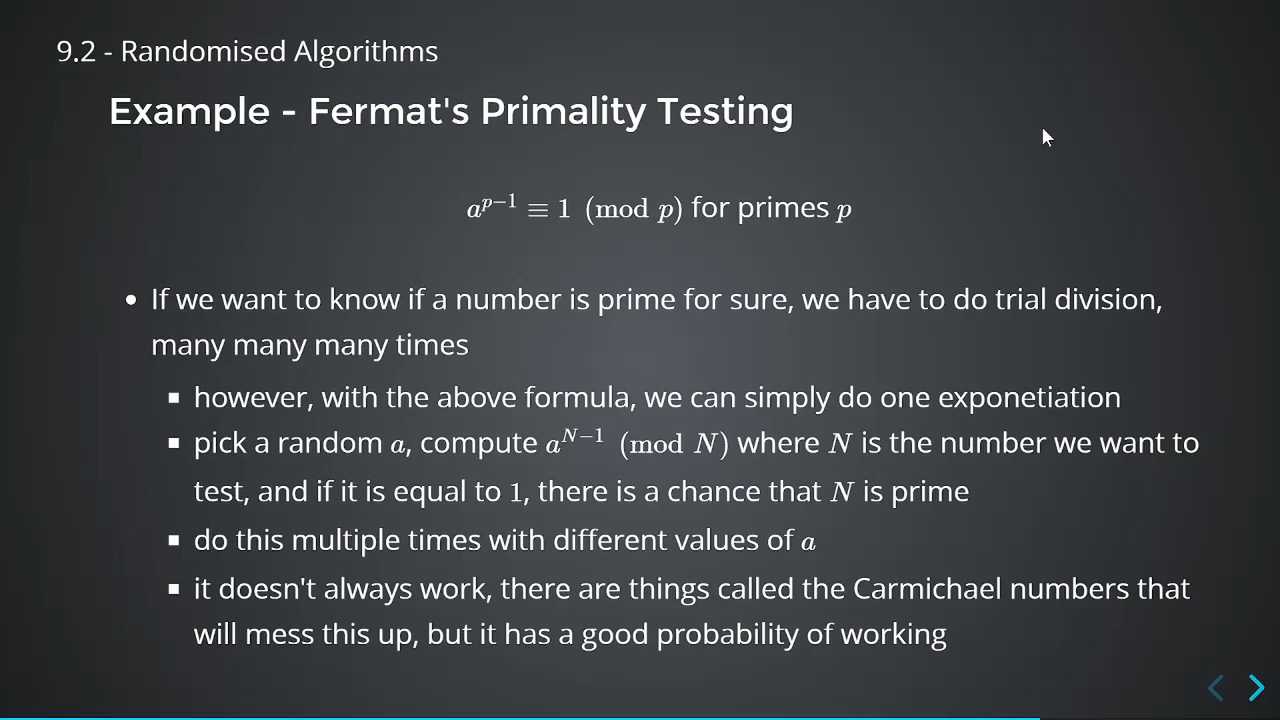 9.2 - Randomised Algorithms
Example - Fermat's Primality Testing
a^{p−1} ≡ 1 (mod p) for primes p
• If we want to know if a number is prime for sure, we have to do trial division,
many many many times
▪ however, with the above formula, we can simply do one exponetiation
▪ pick a random a, compute a^{N−1} (mod N) where N is the number we want to
test, and if it is equal to 1, there is a chance that N is prime
▪ do this multiple times with different values of a
▪ it doesn't always work, there are things called the Carmichael numbers that
will mess this up, but it has a good probability of working